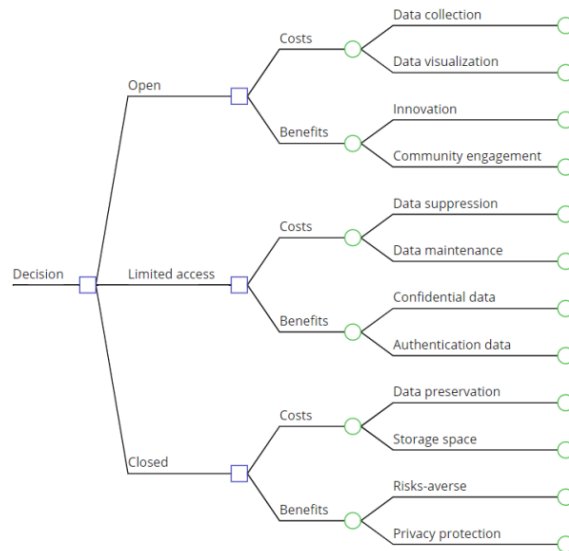 Decision
Open
Costs
Data collection
Data visualization
Benefits
Innovation
Community engagement
Limited access
Costs
Data suppression
Data maintenance
Benefits
Confidential data
Authentication data
Closed
Costs
Data preservation
Storage space
Benefits
Risks-averse
Privacy protection